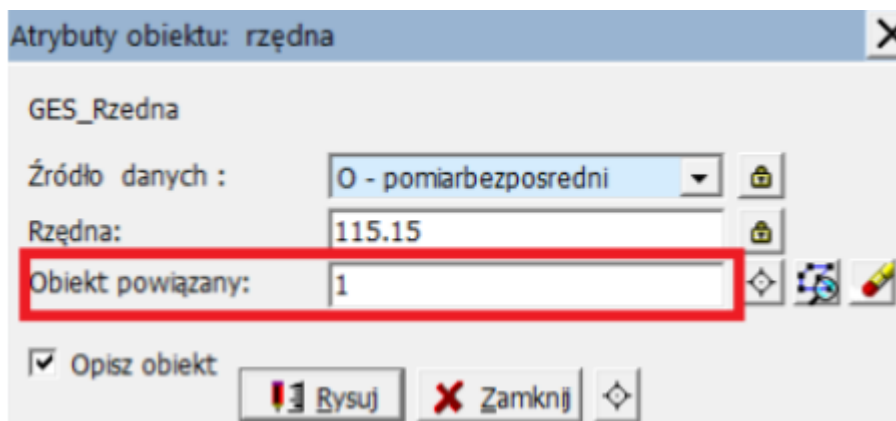 Atrybuty obiektu: rzędna
GES_Rzedna
Źródło danych : O - pomiarbezposredni
Rzędna: 115.15
Obiekt powiązany: 1
Opisz obiekt
Rysuj Zamknij